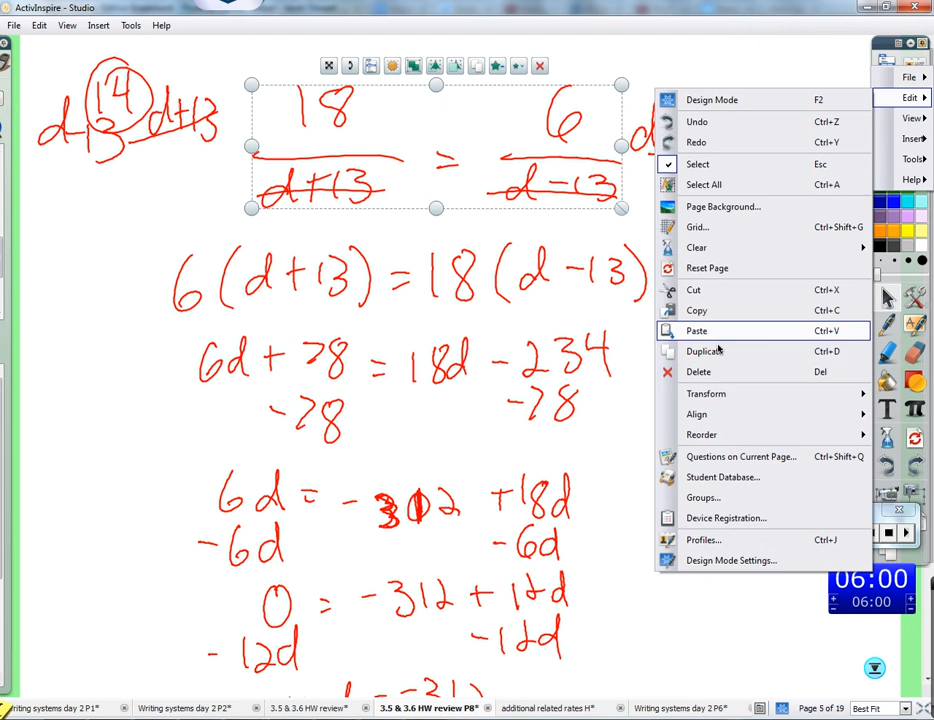 ActivInspire - Studio
File Edit View Insert Tools Help
File
Edit
View
Insert
Tools
Help
Design Mode F2
Undo Ctrl+Z
Redo Ctrl+Y
Select Esc
Select All Ctrl+A
Page Background...
Grid... Ctrl+Shift+G
Clear
Reset Page
Cut Ctrl+X
Copy Ctrl+C
Paste Ctrl+V
Duplicate Ctrl+D
Delete Del
Transform
Align
Reorder
Questions on Current Page... Ctrl+Shift+Q
Student Database...
Groups...
Device Registration...
Profiles... Ctrl+J
Design Mode Settings...
14
d-13 d+13
18 6
= 
d+13 d-13
6(d+13) = 18(d-13)
6d + 78 = 18d - 234
-78 -78
6d = -312 +18d
-6d -6d
0 = -312 + 12d
-12d -12d
06:00
06:00
riting systems day 2 P1* Writing systems day 2 P2* 3.5 & 3.6 HW review* 3.5 & 3.6 HW review P8* additional related rates H* Writing systems day 2 P6* Page 5 of 19 Best Fit